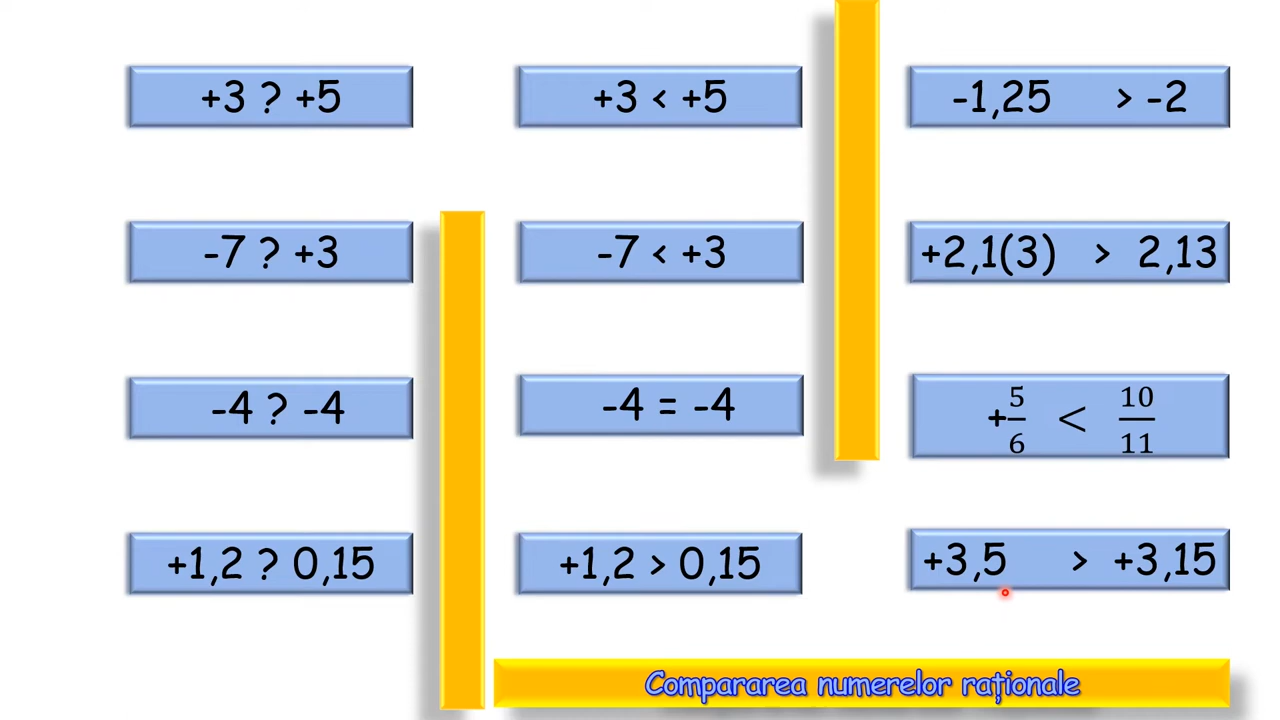 +3 ? +5
-7 ? +3
-4 ? -4
+1,2 ? 0,15
+3 < +5
-7 < +3
-4 = -4
+1,2 > 0,15
-1,25 > -2
+2,1(3) > 2,13
+5/6 < 10/11
+3,5 > +3,15
Compararea numerelor raționale